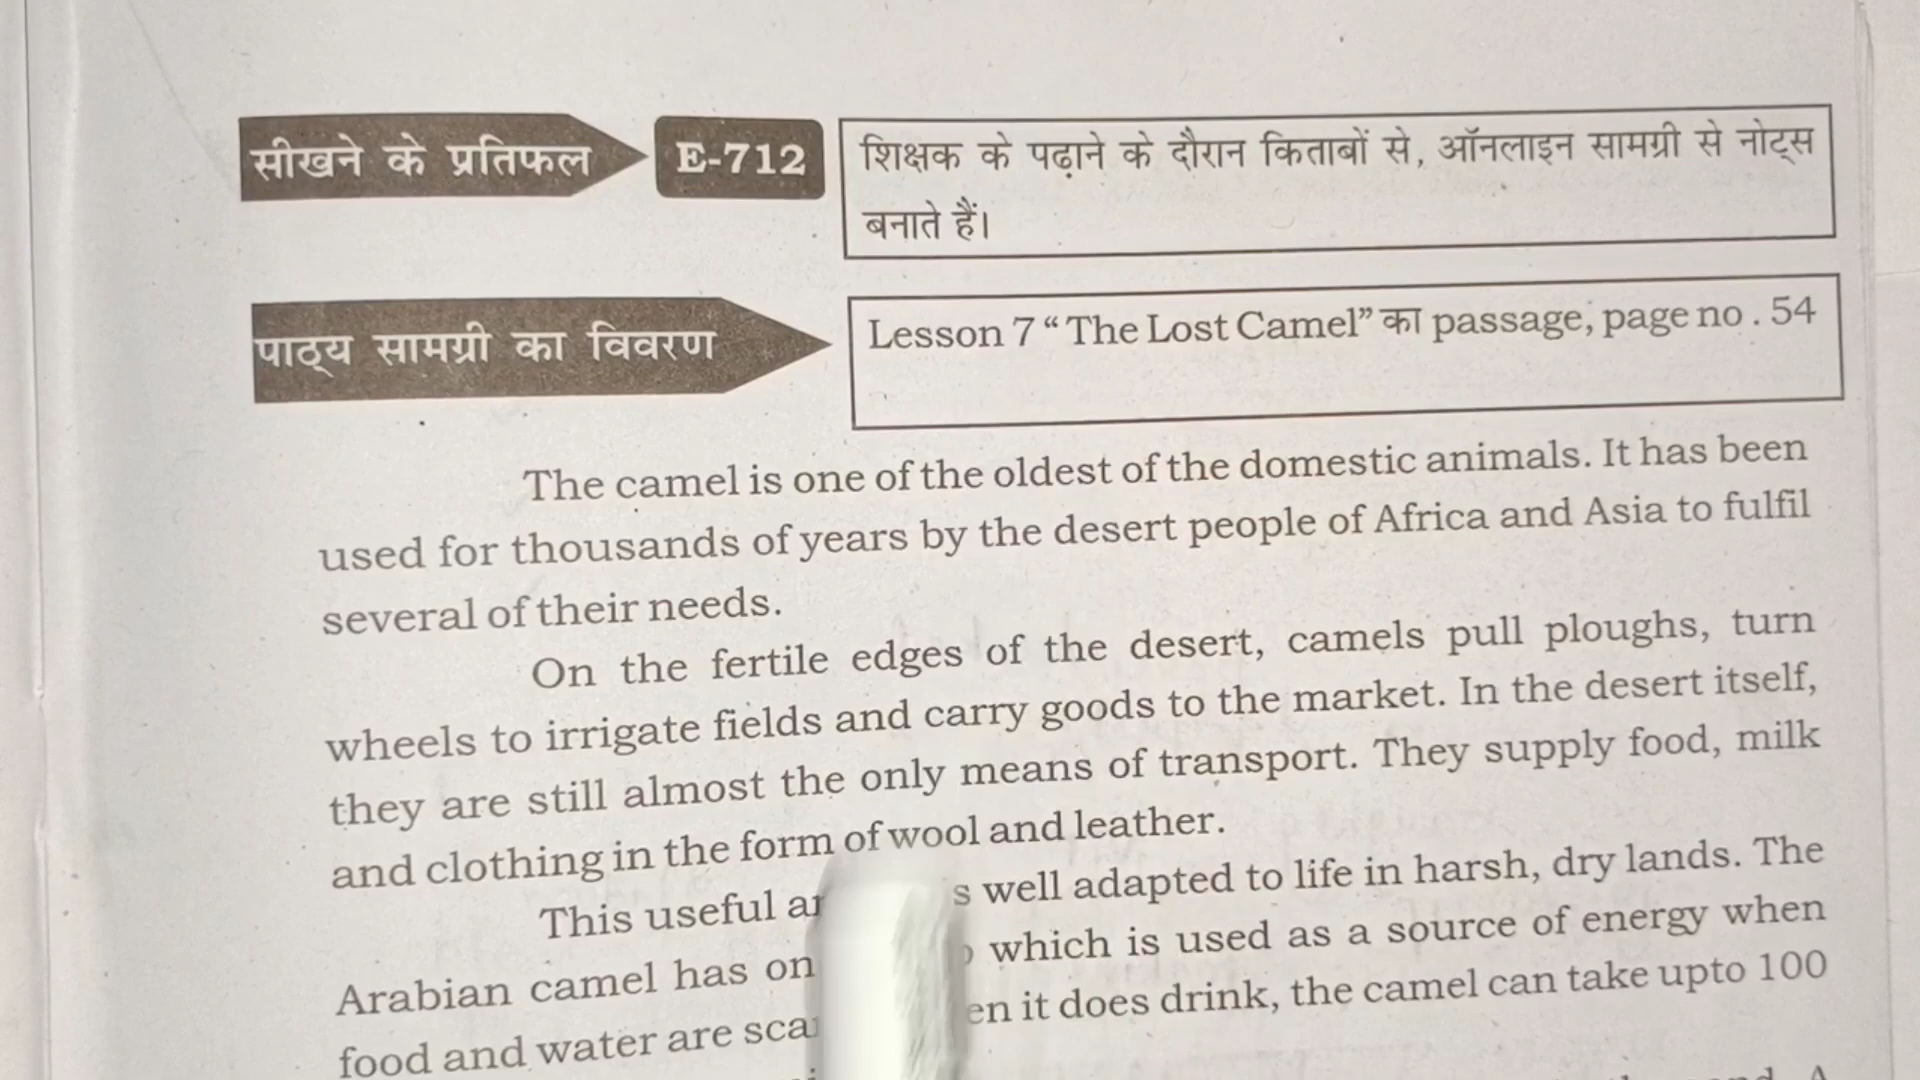 सीखने के प्रतिफल
E-712
शिक्षक के पढ़ाने के दौरान किताबों से, ऑनलाइन सामग्री से नोट्स
बनाते हैं।
पाठ्य सामग्री का विवरण
Lesson 7 “The Lost Camel” का passage, page no . 54
The camel is one of the oldest of the domestic animals. It has been
used for thousands of years by the desert people of Africa and Asia to fulfil
several of their needs.
On the fertile edges of the desert, camels pull ploughs, turn
wheels to irrigate fields and carry goods to the market. In the desert itself,
they are still almost the only means of transport. They supply food, milk
and clothing in the form of wool and leather.
This useful well adapted to life in harsh, dry lands. The
Arabian camel has which is used as a source of energy when
food and water are it does drink, the camel can take upto 100